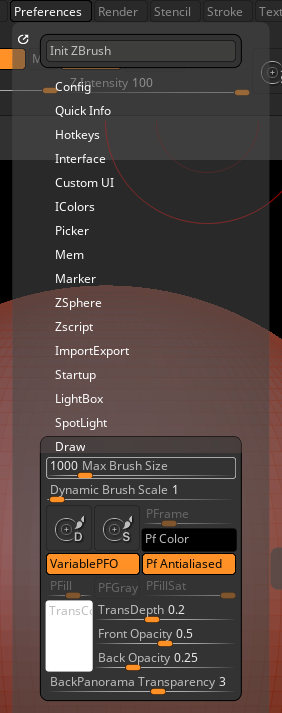 Preferences Render Stencil Stroke Text
Init ZBrush
M
Z Intensity 100
Config
Quick Info
Hotkeys
Interface
Custom UI
IColors
Picker
Mem
Marker
ZSphere
Zscript
ImportExport
Startup
LightBox
SpotLight
Draw
1000 Max Brush Size
Dynamic Brush Scale 1
D S PFrame
Pf Color
VariablePFO Pf Antialiased
PFill PFGray PFillSat
TransCo TransDepth 0.2
Front Opacity 0.5
Back Opacity 0.25
BackPanorama Transparency 3